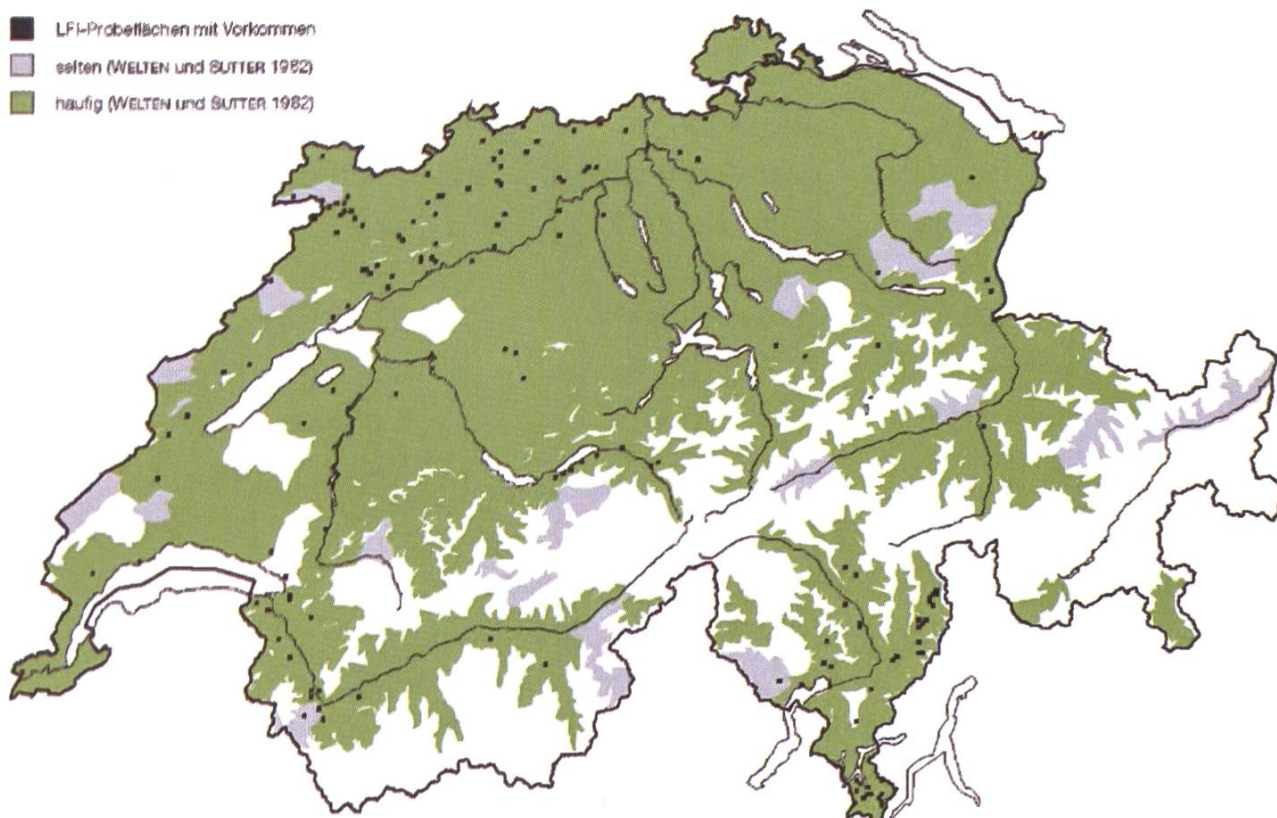 LFI-Probeflächen mit Vorkommen
selten (WELTEN und SUTTER 1982)
häufig (WELTEN und SUTTER 1982)